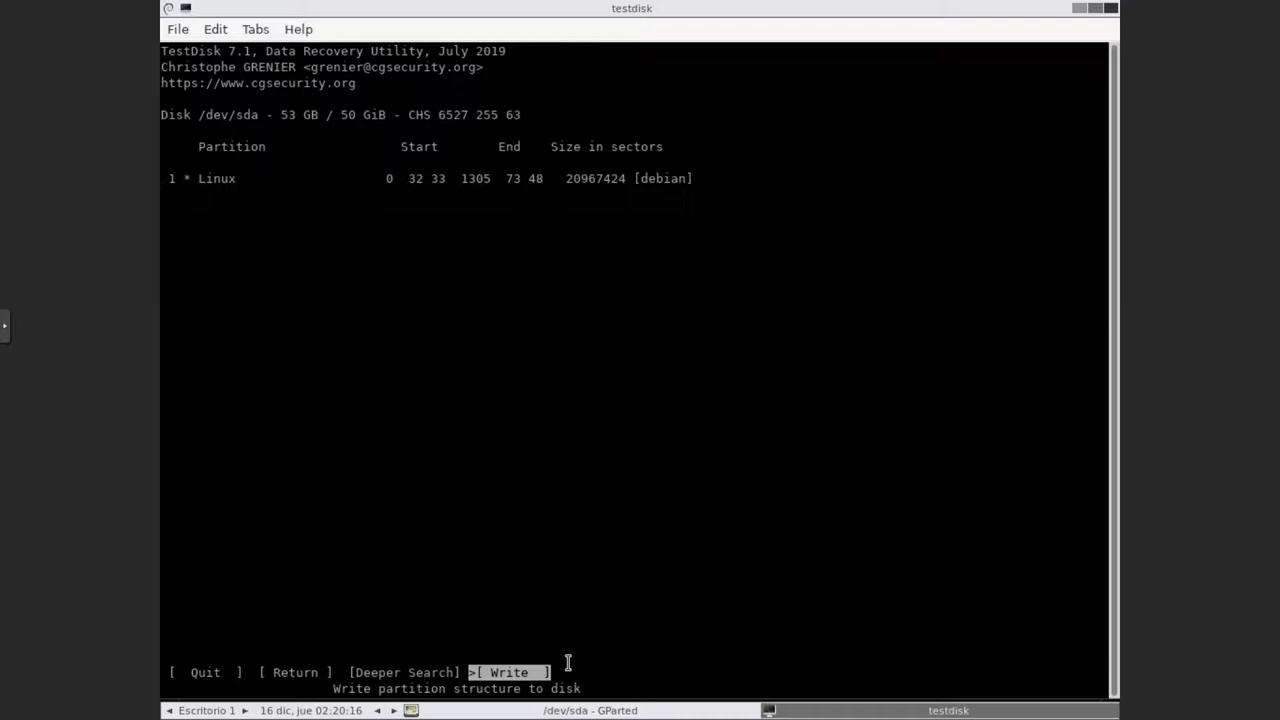 testdisk
File Edit Tabs Help
TestDisk 7.1, Data Recovery Utility, July 2019
Christophe GRENIER <grenier@cgsecurity.org>
https://www.cgsecurity.org
Disk /dev/sda - 53 GB / 50 GiB - CHS 6527 255 63
Partition Start End Size in sectors
1 * Linux 0 32 33 1305 73 48 20967424 [debian]
[ Quit ] [ Return ] [Deeper Search] >[ Write ]
Write partition structure to disk
Escritorio 1 16 dic, jue 02:20:16 /dev/sda - GParted testdisk